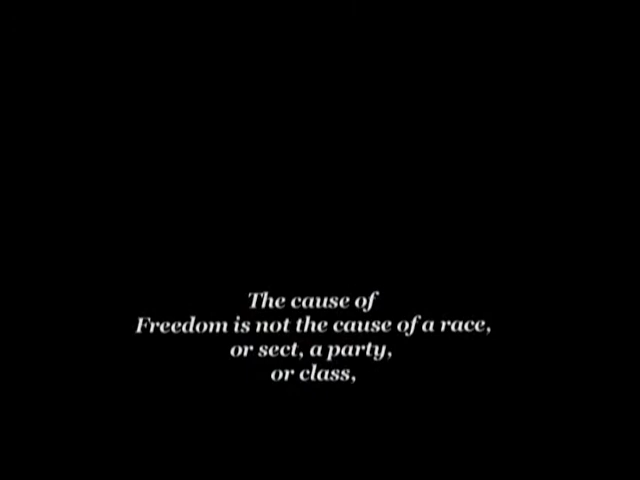 The cause of
Freedom is not the cause of a race,
or sect, a party,
or class,